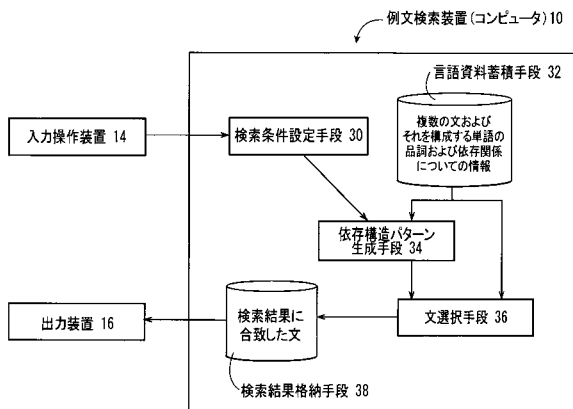 例文検索装置(コンピュータ)10
言語資料蓄積手段 32
複数の文および
それを構成する単語の
品詞および依存関係
についての情報
入力操作装置 14
検索条件設定手段 30
依存構造パターン
生成手段 34
出力装置 16
検索結果に
合致した文
文選択手段 36
検索結果格納手段 38